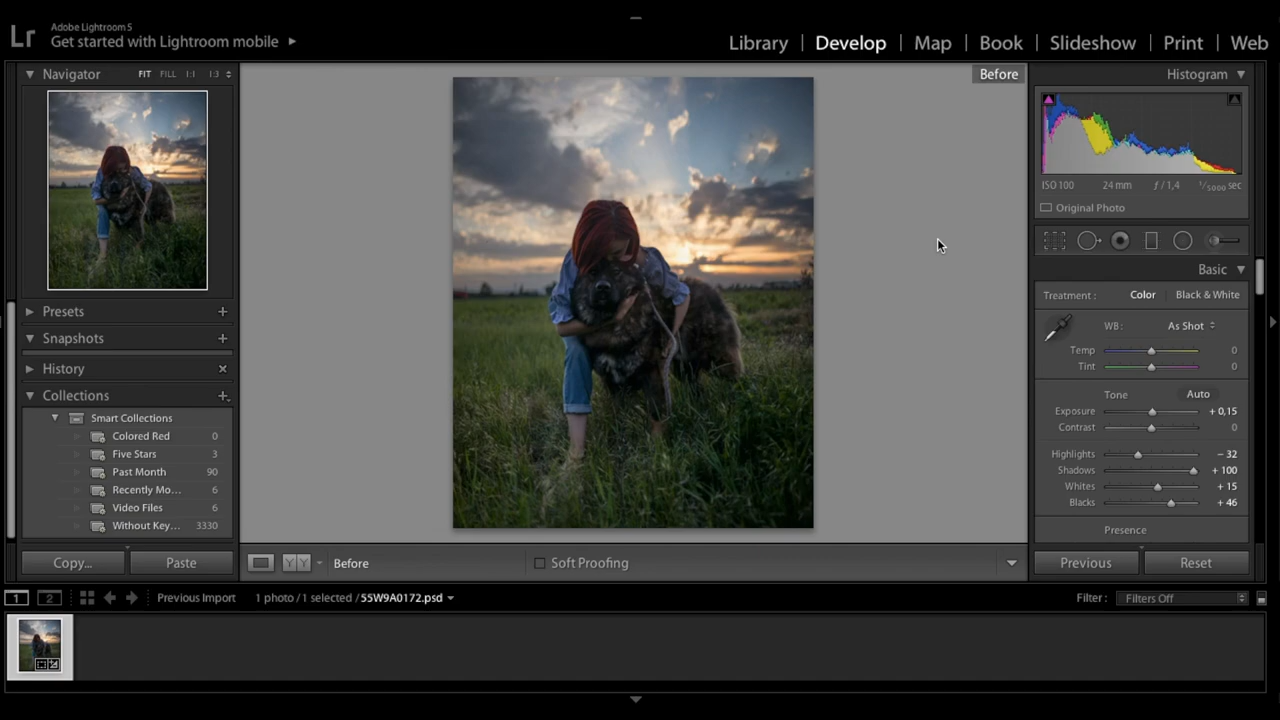 Lr
Adobe Lightroom 5
Get started with Lightroom mobile
Library | Develop | Map | Book | Slideshow | Print | Web
Navigator FIT FILL 1:1 1:3
Before
Histogram
ISO 100 24 mm ƒ / 1,4 1/5000 sec
Original Photo
Basic
Treatment : Color Black & White
WB : As Shot
Temp 0
Tint 0
Tone Auto
Exposure + 0,15
Contrast 0
Highlights − 32
Shadows + 100
Whites + 15
Blacks + 46
Presence
Previous Reset
Presets
Snapshots
History
Collections
Smart Collections
Colored Red 0
Five Stars 3
Past Month 90
Recently Mo... 6
Video Files 6
Without Key... 3330
Copy... Paste
YY Before Soft Proofing
1 2 Previous Import 1 photo / 1 selected / 55W9A0172.psd
Filter : Filters Off